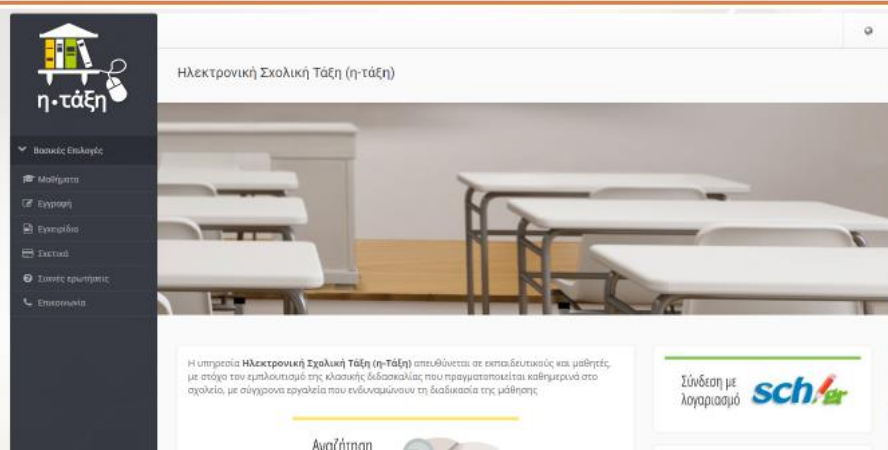 η·τάξη
Βασικές Επιλογές
Μαθήματα
Εγγραφή
Εγχειρίδια
Σχετικά
Συχνές ερωτήσεις
Επικοινωνία
Ηλεκτρονική Σχολική Τάξη (η-τάξη)
Η υπηρεσία Ηλεκτρονική Σχολική Τάξη (η-Τάξη) απευθύνεται σε εκπαιδευτικούς και μαθητές,
με στόχο τον εμπλουτισμό της κλασικής διδασκαλίας που πραγματοποιείται καθημερινά στο
σχολείο, με σύγχρονα εργαλεία που ενδυναμώνουν τη διαδικασία της μάθησης
Αναζήτηση
Σύνδεση με
λογαριασμό
sch.gr